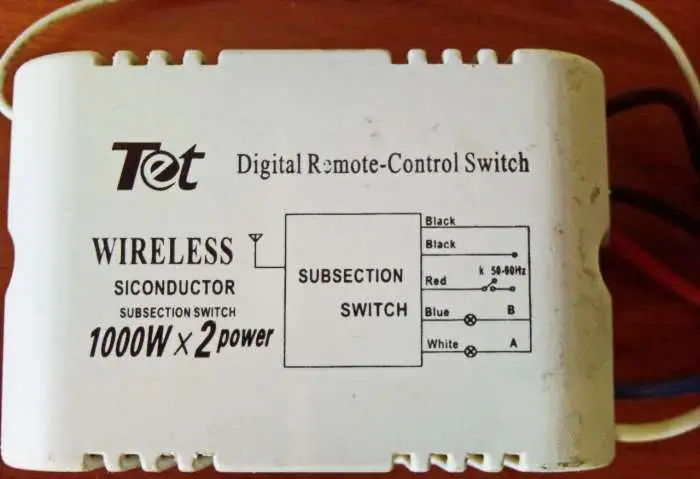 Tet Digital Remote-Control Switch
WIRELESS
SICONDUCTOR
SUBSECTION SWITCH
1000W x 2 power
SUBSECTION
SWITCH
Black
Black
Red k 50-60Hz
Blue B
White A